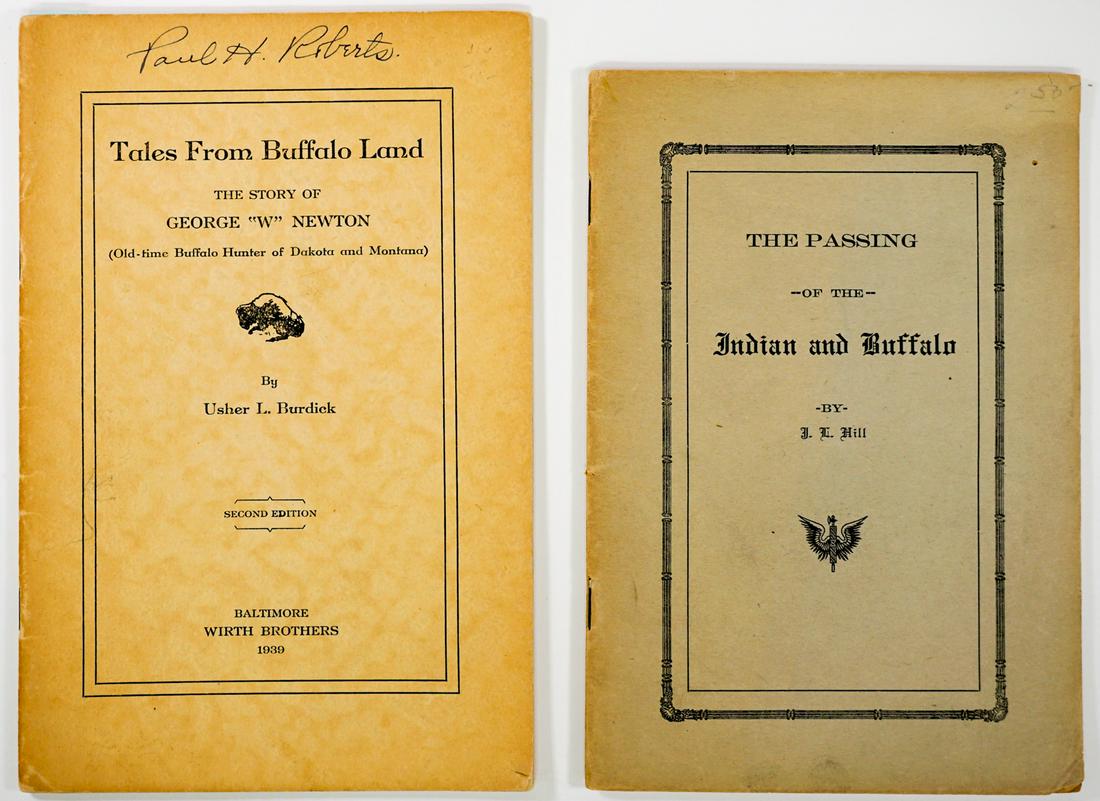 Paul H. Roberts.
Tales From Buffalo Land
THE STORY OF
GEORGE "W" NEWTON
(Old-time Buffalo Hunter of Dakota and Montana)
By
Usher L. Burdick
SECOND EDITION
BALTIMORE
WIRTH BROTHERS
1939
THE PASSING
--OF THE--
Indian and Buffalo
-BY-
J. L. Hill